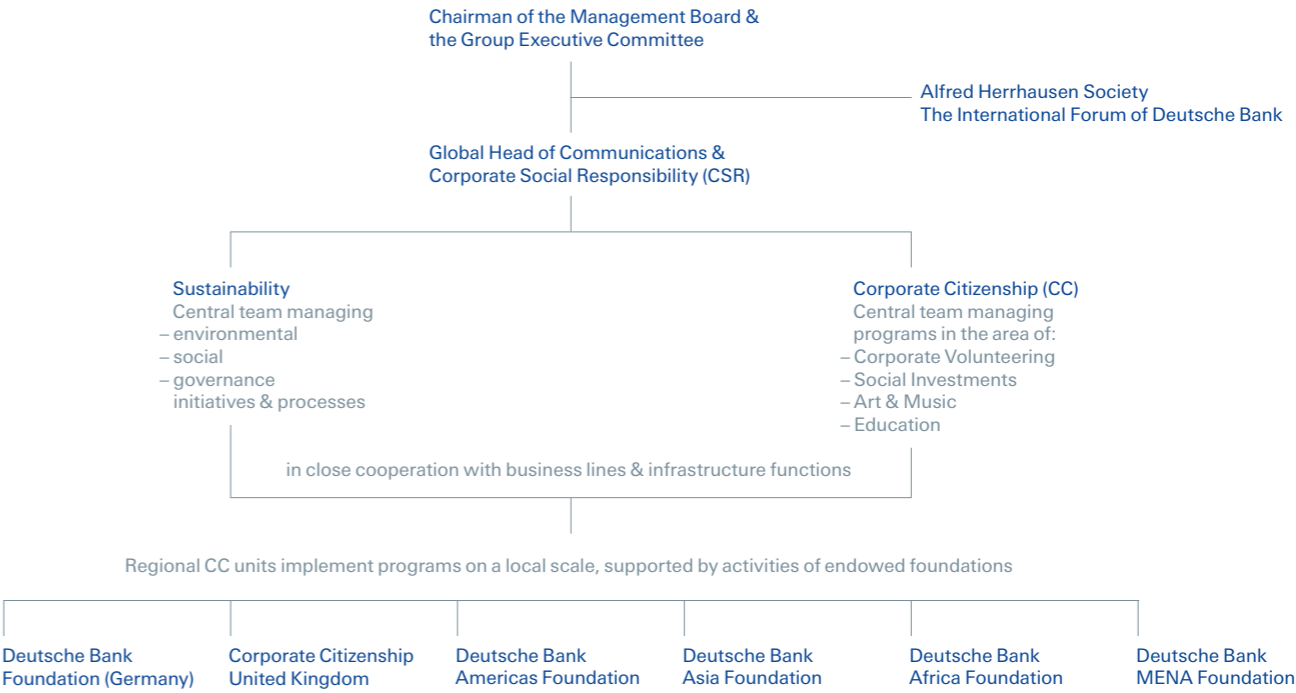 Chairman of the Management Board &
the Group Executive Committee
Alfred Herrhausen Society
The International Forum of Deutsche Bank
Global Head of Communications &
Corporate Social Responsibility (CSR)
Sustainability
Central team managing
– environmental
– social
– governance
initiatives & processes
Corporate Citizenship (CC)
Central team managing
programs in the area of:
– Corporate Volunteering
– Social Investments
– Art & Music
– Education
in close cooperation with business lines & infrastructure functions
Regional CC units implement programs on a local scale, supported by activities of endowed foundations
Deutsche Bank
Foundation (Germany)
Corporate Citizenship
United Kingdom
Deutsche Bank
Americas Foundation
Deutsche Bank
Asia Foundation
Deutsche Bank
Africa Foundation
Deutsche Bank
MENA Foundation